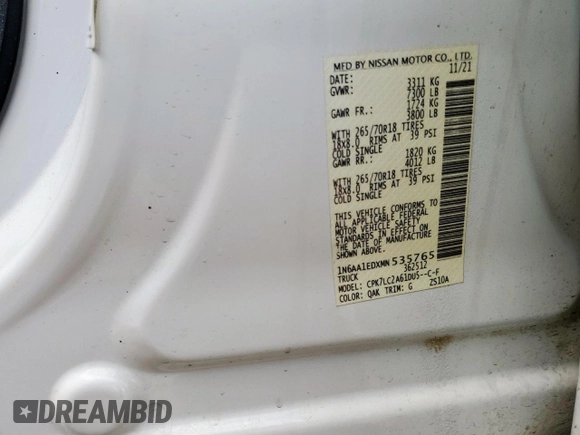 MFD BY NISSAN MOTOR CO., LTD.
DATE: 11/21
GVWR: 3311 KG
7300 LB
GAWR FR.: 1724 KG
3800 LB
WITH 265/70R18 TIRES
18X8.0 RIMS AT 39 PSI
COLD SINGLE
GAWR RR.: 1820 KG
4012 LB
WITH 265/70R18 TIRES
18X8.0 RIMS AT 39 PSI
COLD SINGLE
THIS VEHICLE CONFORMS TO
ALL APPLICABLE FEDERAL
MOTOR VEHICLE SAFETY
STANDARDS IN EFFECT ON
THE DATE OF MANUFACTURE
1N6AA1EDXMN535765
TRUCK 362512
MODEL: CPK7LC2A61DUS--C-F
COLOR: QAK TRIM: G ZS10A
DREAMBID